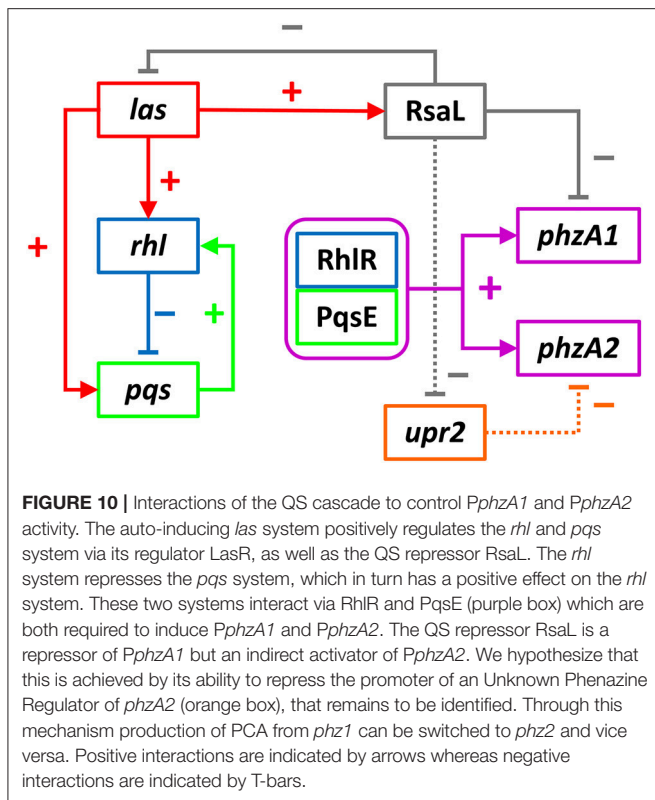 −
las
+
RsaL
+
−
+
rhl
RhlR
phzA1
−
+
PqsE
+
pqs
−
phzA2
upr2
−
FIGURE 10 | Interactions of the QS cascade to control PphzA1 and PphzA2
activity. The auto-inducing las system positively regulates the rhl and pqs
system via its regulator LasR, as well as the QS repressor RsaL. The rhl
system represses the pqs system, which in turn has a positive effect on the rhl
system. These two systems interact via RhlR and PqsE (purple box) which are
both required to induce PphzA1 and PphzA2. The QS repressor RsaL is a
repressor of PphzA1 but an indirect activator of PphzA2. We hypothesize that
this is achieved by its ability to repress the promoter of an Unknown Phenazine
Regulator of phzA2 (orange box), that remains to be identified. Through this
mechanism production of PCA from phz1 can be switched to phz2 and vice
versa. Positive interactions are indicated by arrows whereas negative
interactions are indicated by T-bars.